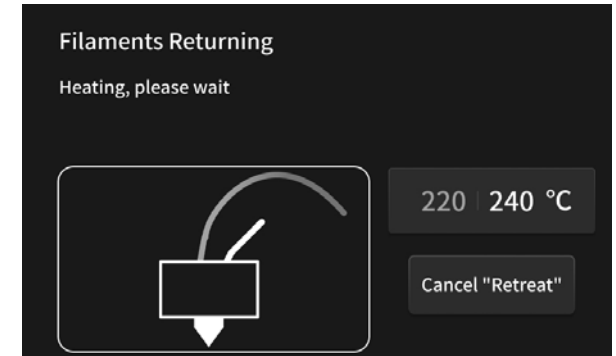 Filaments Returning
Heating, please wait
220 240 °C
Cancel "Retreat"